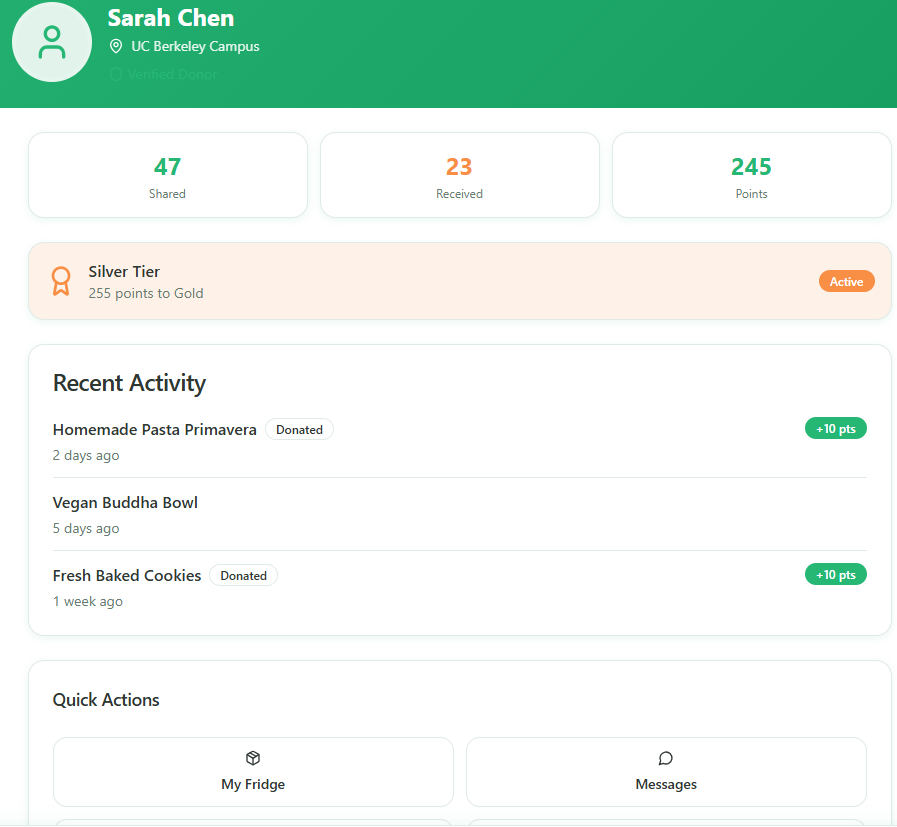 Sarah Chen
UC Berkeley Campus
Verified Donor
47
Shared
23
Received
245
Points
Silver Tier
255 points to Gold
Active
Recent Activity
Homemade Pasta Primavera Donated +10 pts
2 days ago
Vegan Buddha Bowl
5 days ago
Fresh Baked Cookies Donated +10 pts
1 week ago
Quick Actions
My Fridge
Messages